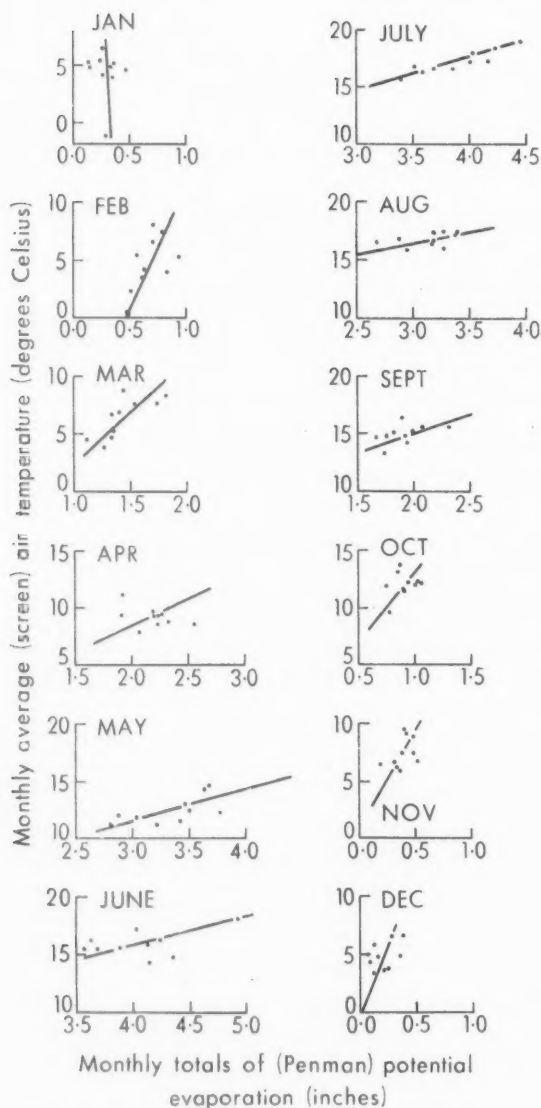 Monthly average (screen) air temperature (degrees Celsius)
JAN
5
0
0·0 0·5 1·0
FEB
10
5
0
0·0 0·5 1·0
MAR
10
5
0
1·0 1·5 2·0
APR
15
10
5
1·5 2·0 2·5 3·0
MAY
20
15
10
2·5 3·0 3·5 4·0
JUNE
20
15
10
3·5 4·0 4·5 5·0
JULY
20
15
10
3·0 3·5 4·0 4·5
AUG
20
15
10
2·5 3·0 3·5 4·0
SEPT
20
15
10
1·5 2·0 2·5
OCT
15
10
5
0·5 1·0 1·5
NOV
10
5
0
0·0 0·5 1·0
DEC
10
5
0
0·0 0·5 1·0
Monthly totals of (Penman) potential
evaporation (inches)